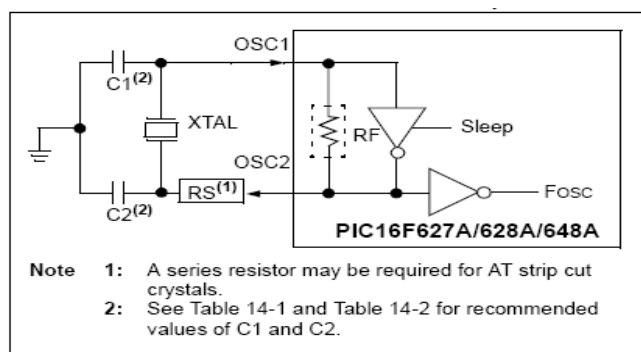 OSC1
C1(2)
XTAL
RF
Sleep
OSC2
C2(2)
RS(1)
Fosc
PIC16F627A/628A/648A
Note 1: A series resistor may be required for AT strip cut
crystals.
2: See Table 14-1 and Table 14-2 for recommended
values of C1 and C2.